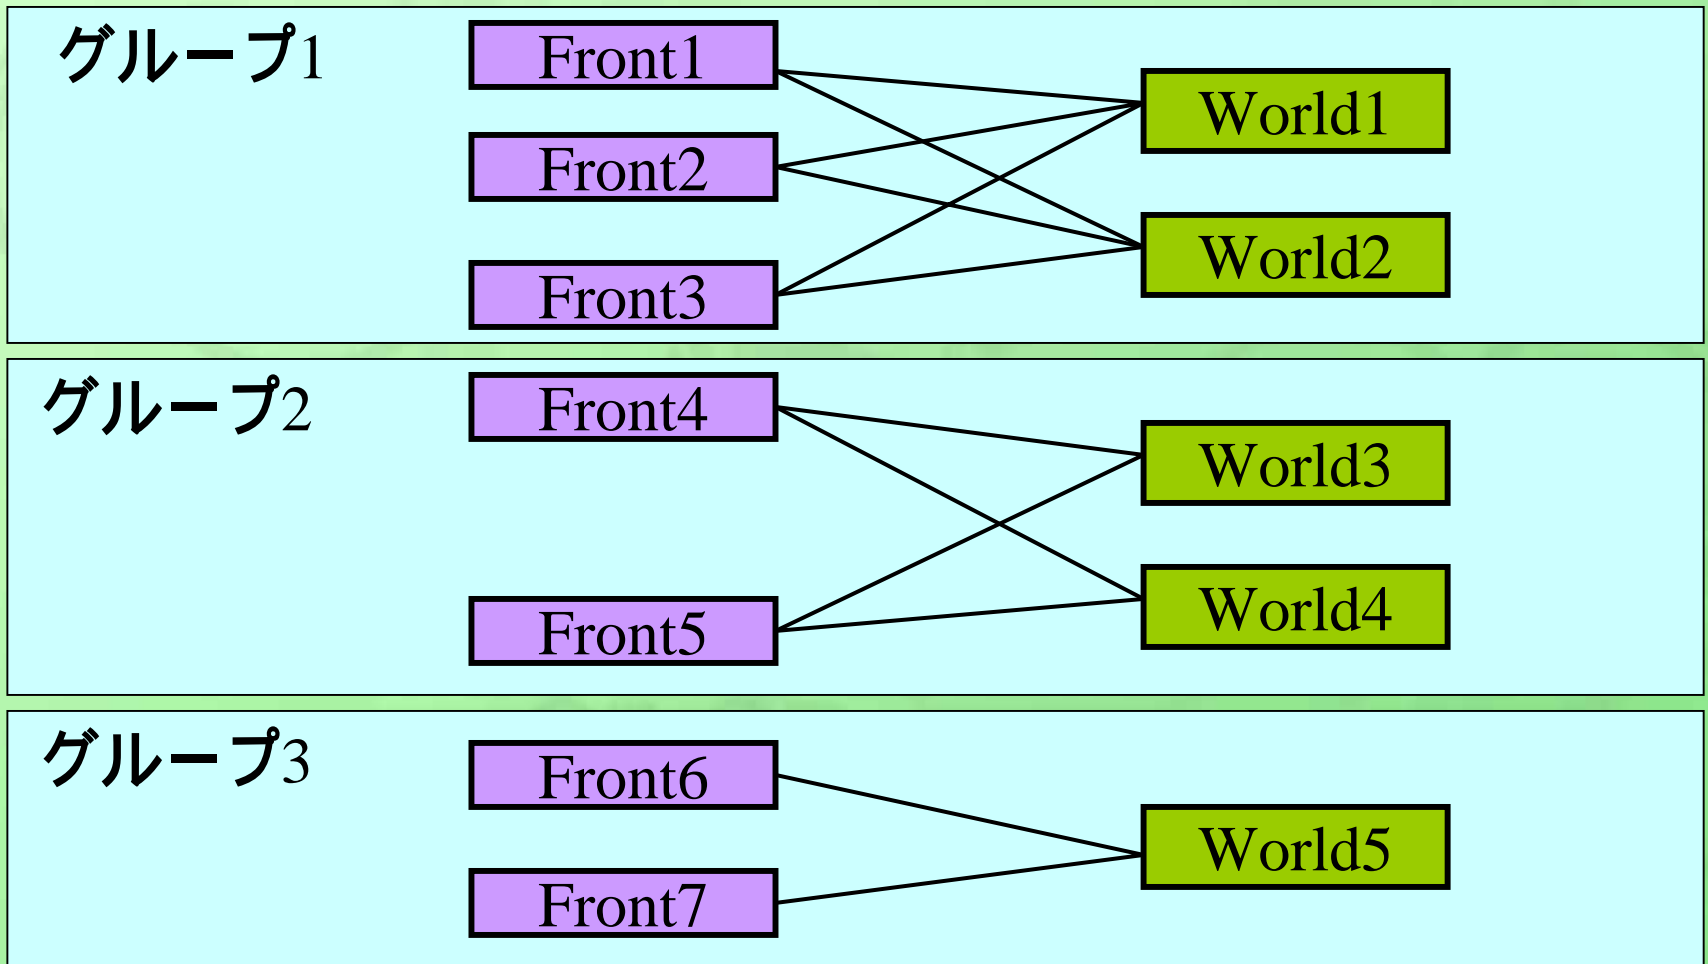 グループ1
Front1
World1
Front2
World2
Front3
グループ2
Front4
World3
World4
Front5
グループ3
Front6
World5
Front7